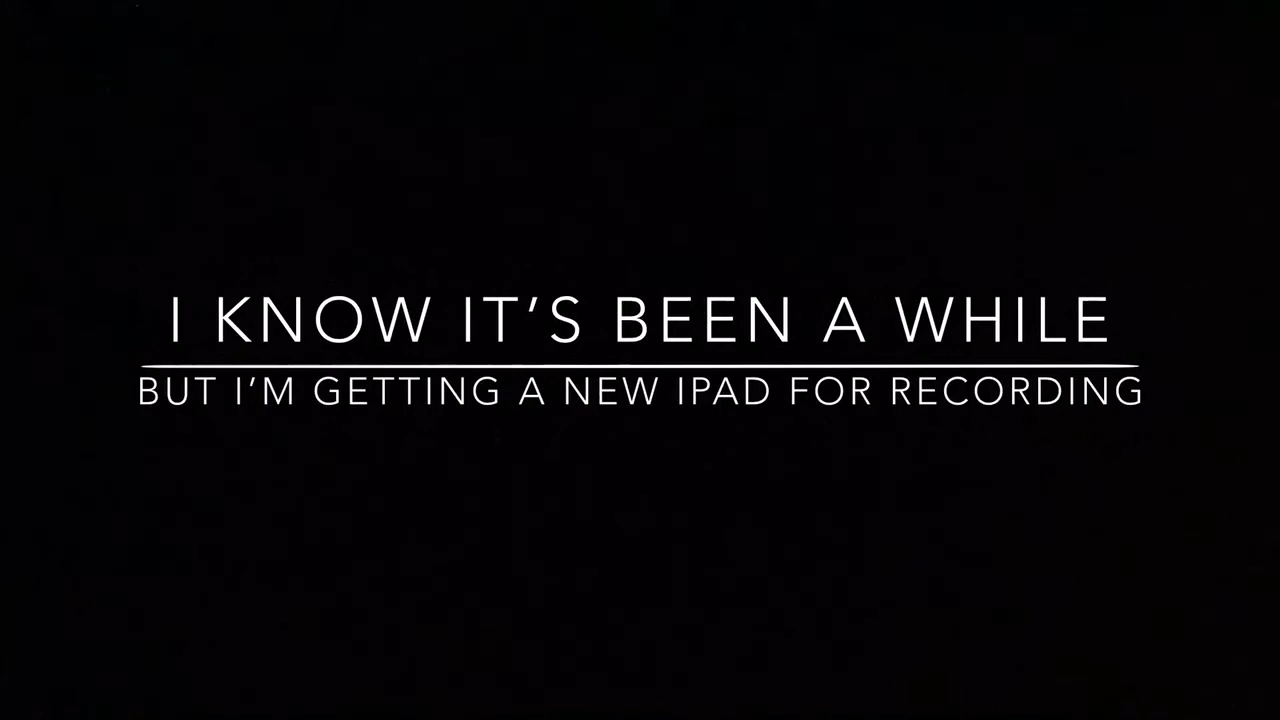 I KNOW IT’S BEEN A WHILE
BUT I’M GETTING A NEW IPAD FOR RECORDING